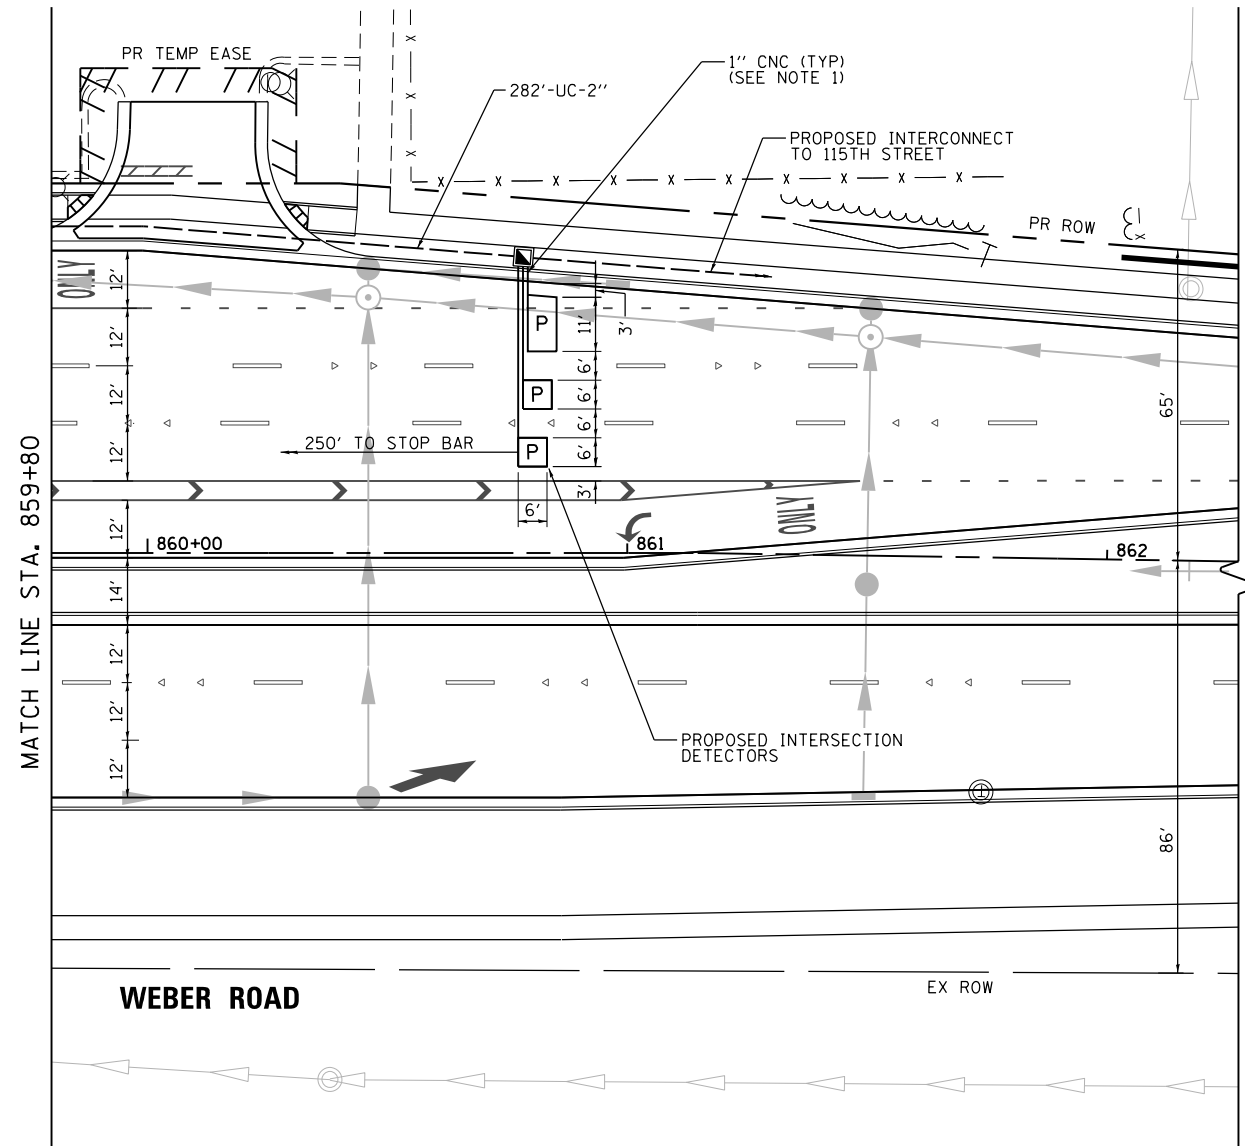 PR TEMP EASE
1" CNC (TYP)
(SEE NOTE 1)
282'-UC-2"
PROPOSED INTERCONNECT
TO 115TH STREET
PR ROW
ONLY
12'
12'
12'
12'
12'
14'
12'
12'
12'
P
P
P
11'
3'
6'
6'
6'
6'
3'
6'
65'
250' TO STOP BAR
MATCH LINE STA. 859+80
ONLY
860+00
861
862
PROPOSED INTERSECTION
DETECTORS
86'
EX ROW
WEBER ROAD